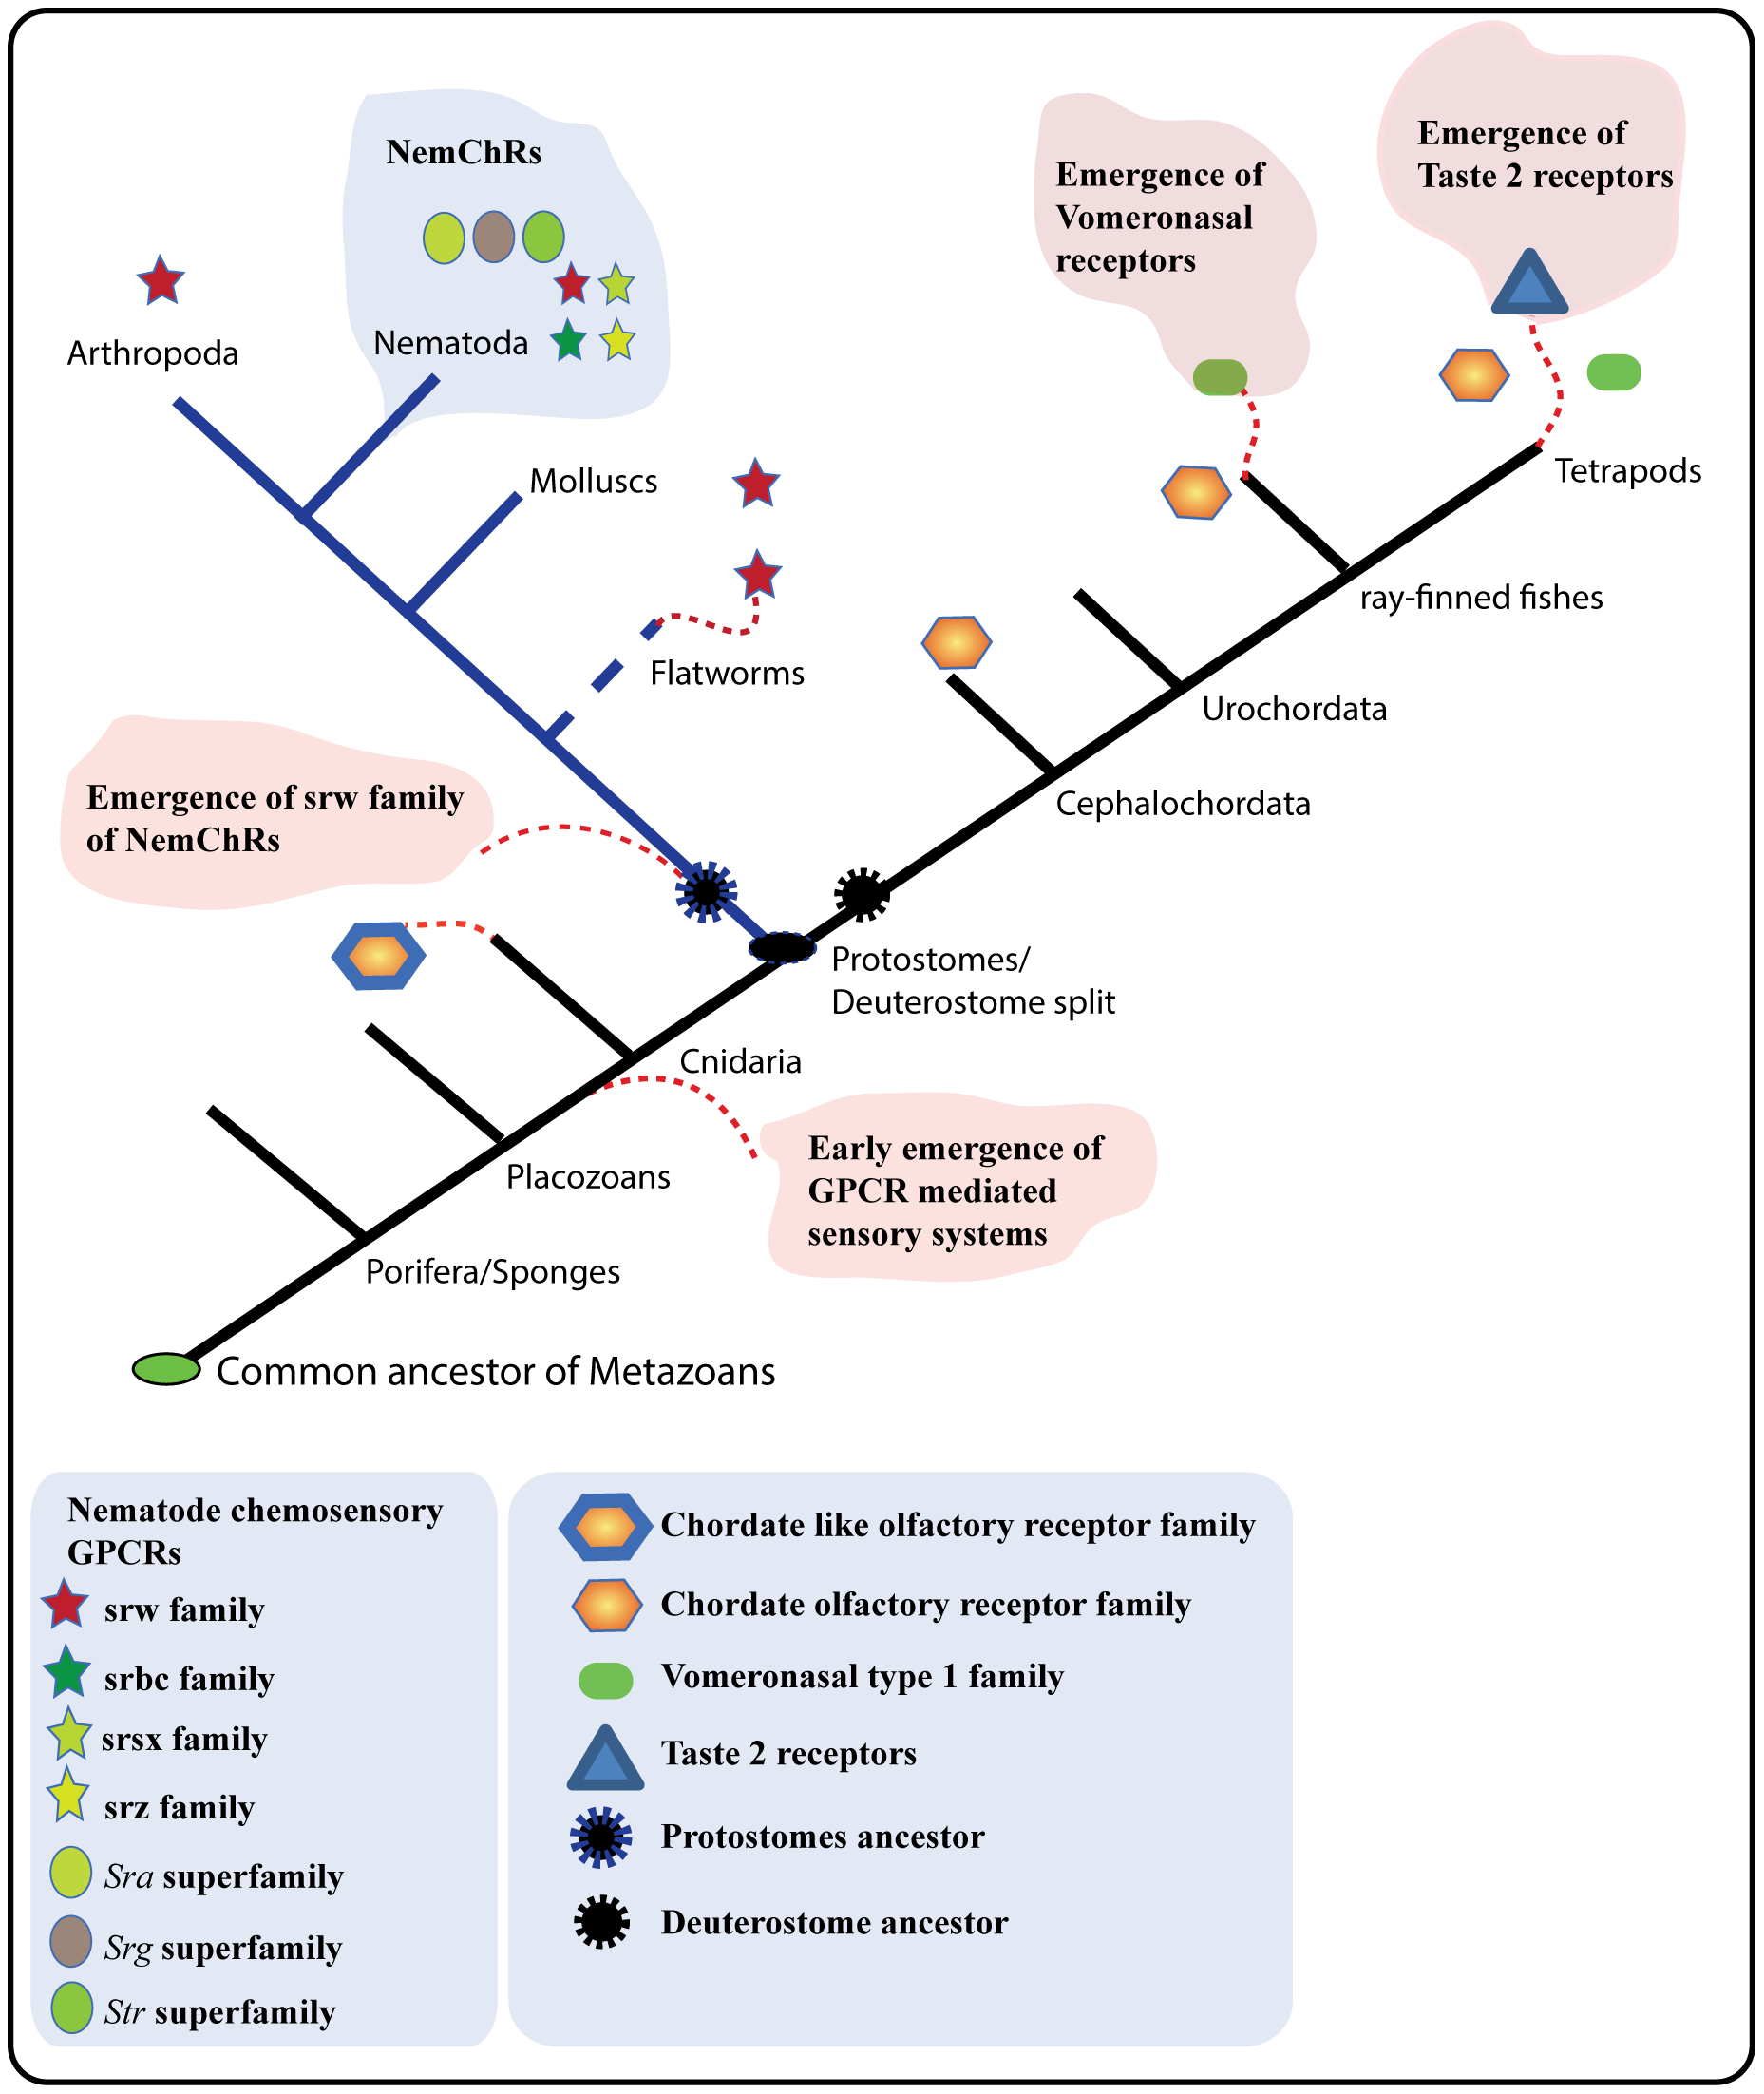 NemChRs
Emergence of
Vomeronasal
receptors
Emergence of
Taste 2 receptors
Arthropoda
Nematoda
Molluscs
Flatworms
Tetrapods
ray-finned fishes
Urochordata
Cephalochordata
Emergence of srw family
of NemChRs
Protostomes/
Deuterostome split
Cnidaria
Early emergence of
GPCR mediated
sensory systems
Placozoans
Porifera/Sponges
Common ancestor of Metazoans
Nematode chemosensory
GPCRs
srw family
srbc family
srsx family
srz family
Sra superfamily
Srg superfamily
Str superfamily
Chordate like olfactory receptor family
Chordate olfactory receptor family
Vomeronasal type 1 family
Taste 2 receptors
Protostomes ancestor
Deuterostome ancestor